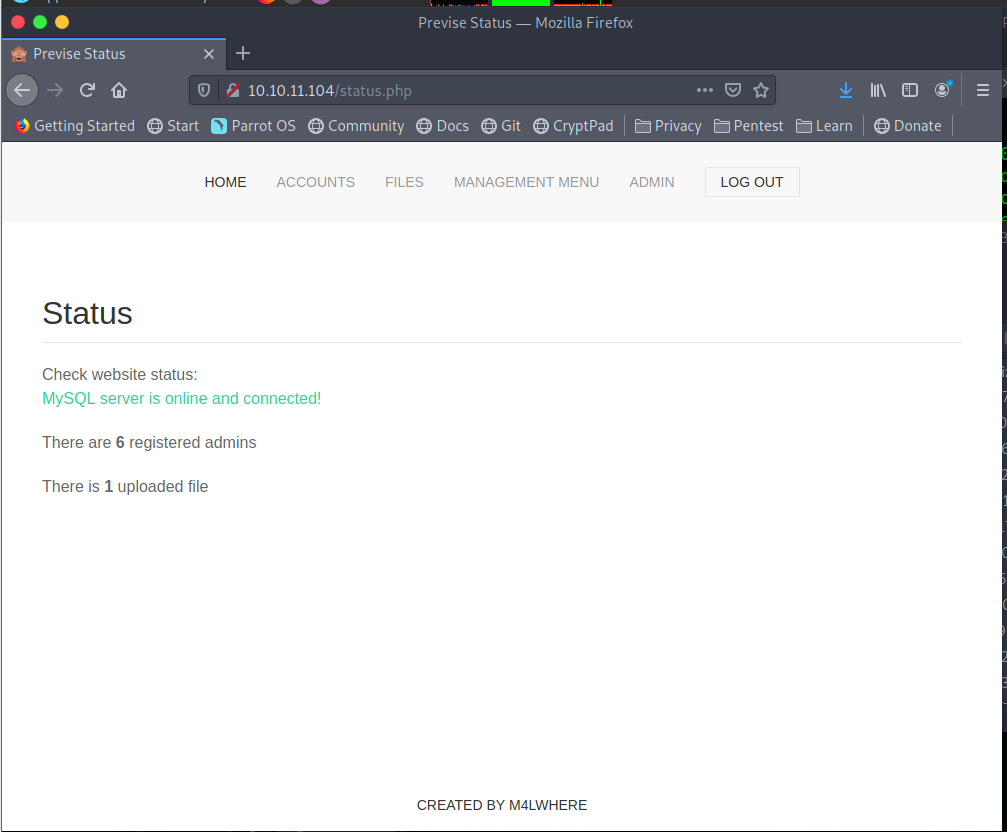 Previse Status — Mozilla Firefox
Previse Status
10.10.11.104/status.php
Getting Started Start Parrot OS Community Docs Git CryptPad Privacy Pentest Learn Donate
HOME ACCOUNTS FILES MANAGEMENT MENU ADMIN LOG OUT
Status
Check website status:
MySQL server is online and connected!
There are 6 registered admins
There is 1 uploaded file
CREATED BY M4LWHERE